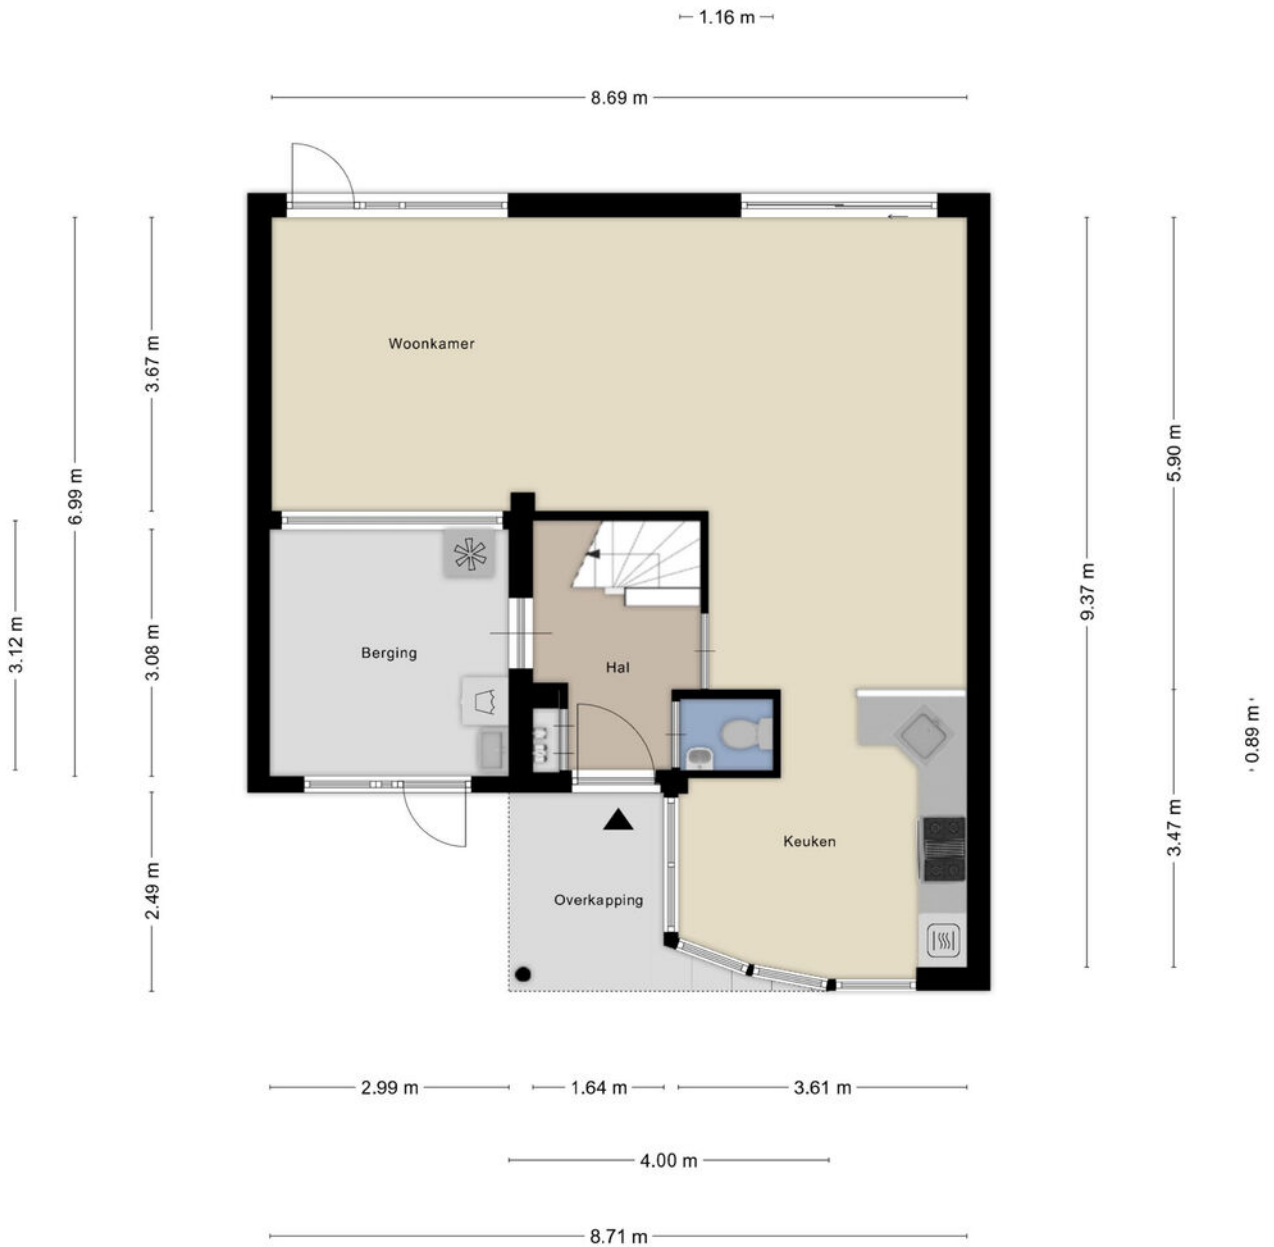 1.16 m
8.69 m
Woonkamer
3.67 m
5.90 m
6.99 m
9.37 m
3.12 m
3.08 m
Berging
Hal
0.89 m
3.47 m
Keuken
2.49 m
Overkapping
2.99 m
1.64 m
3.61 m
4.00 m
8.71 m